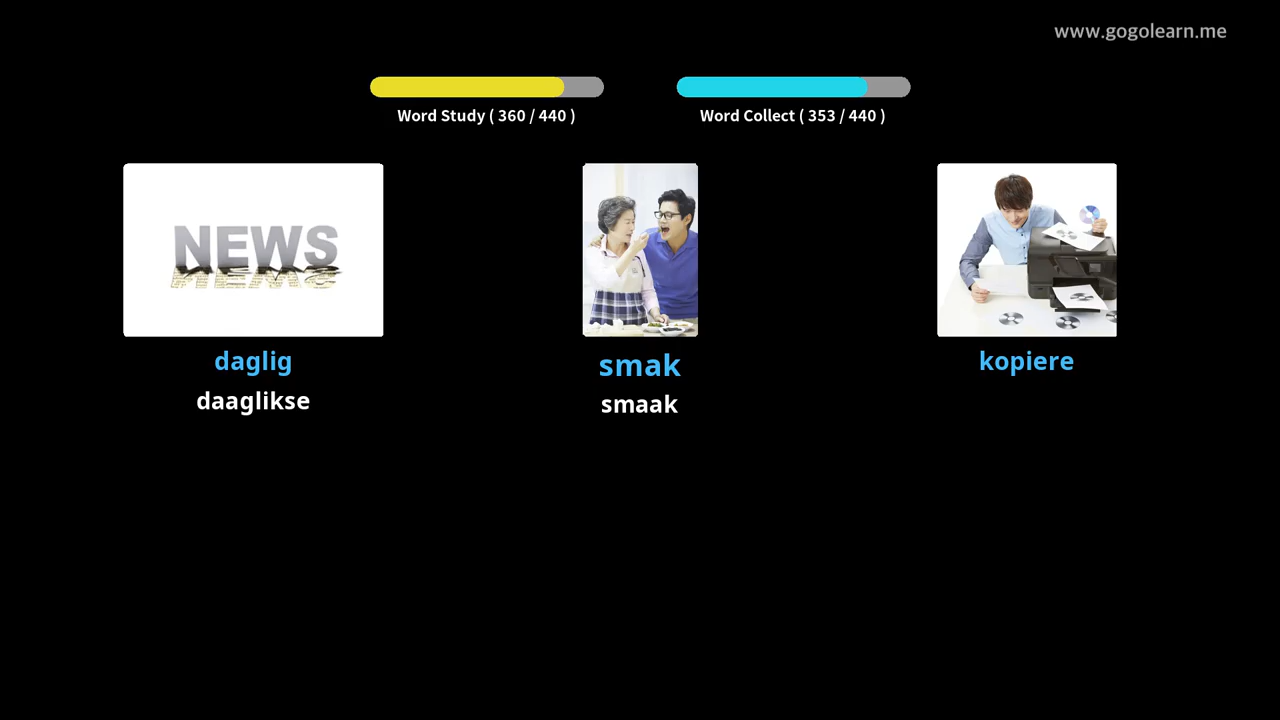 www.gogolearn.me
Word Study ( 360 / 440 )
Word Collect ( 353 / 440 )
NEWS
daglig
smak
kopiere
daaglikse
smaak